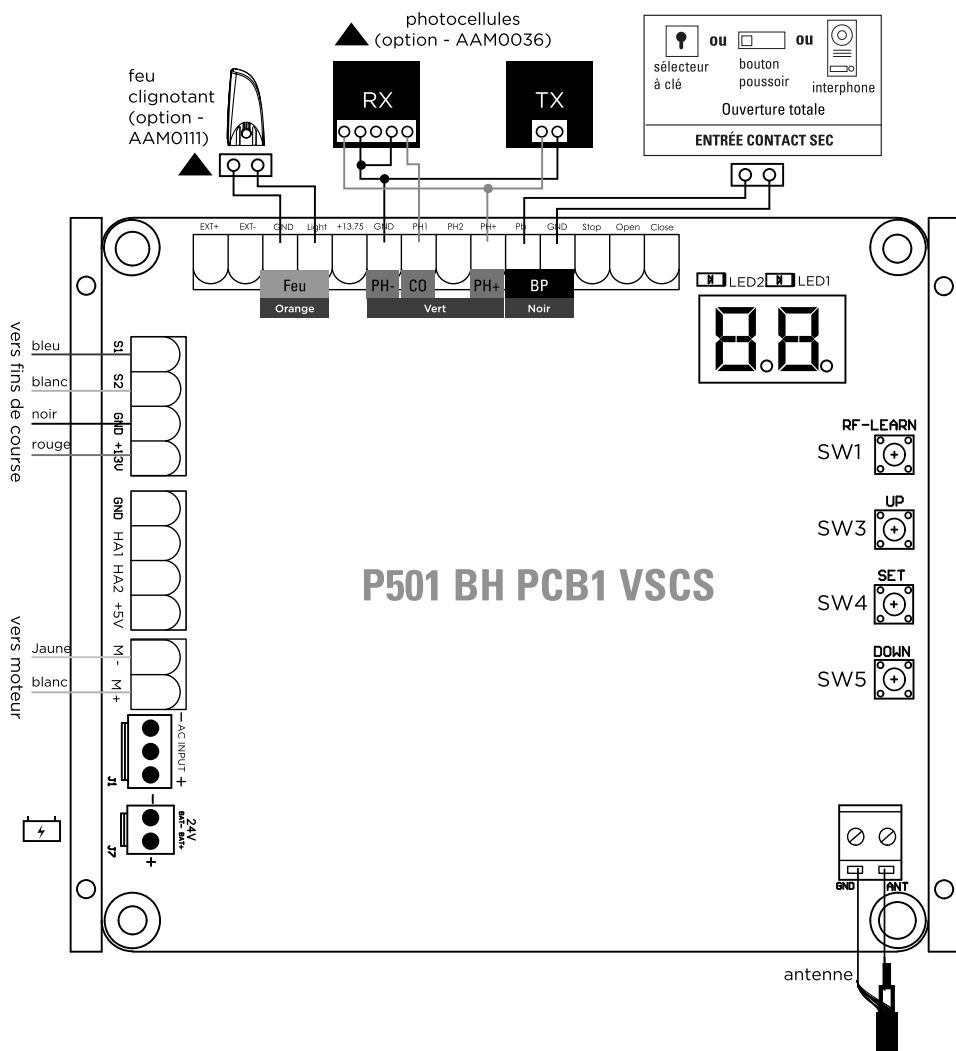 photocellules
(option - AAM0036)
feu
clignotant
(option -
AAM0111)
RX
TX
ou
ou
sélecteur
à clé
bouton
poussoir
interphone
Ouverture totale
ENTRÉE CONTACT SEC
EXT+ EXT- GND Light +13.75 GND PH1 PH2 PH+ Pb GND Stop Open Close
Feu PH- CO PH+ BP
Orange Vert Noir
LED2 LED1
8.8.
vers fins de course
bleu
blanc
noir
rouge
S1
S2
GND
+13V
GND
HA1
HA2
+5V
vers moteur
Jaune
blanc
M -
M +
P501 BH PCB1 VSCS
RF-LEARN
SW1
UP
SW3
SET
SW4
DOWN
SW5
J1
- AC INPUT +
J7
-
24V
BAT- BAT+
+
GND ANT
antenne